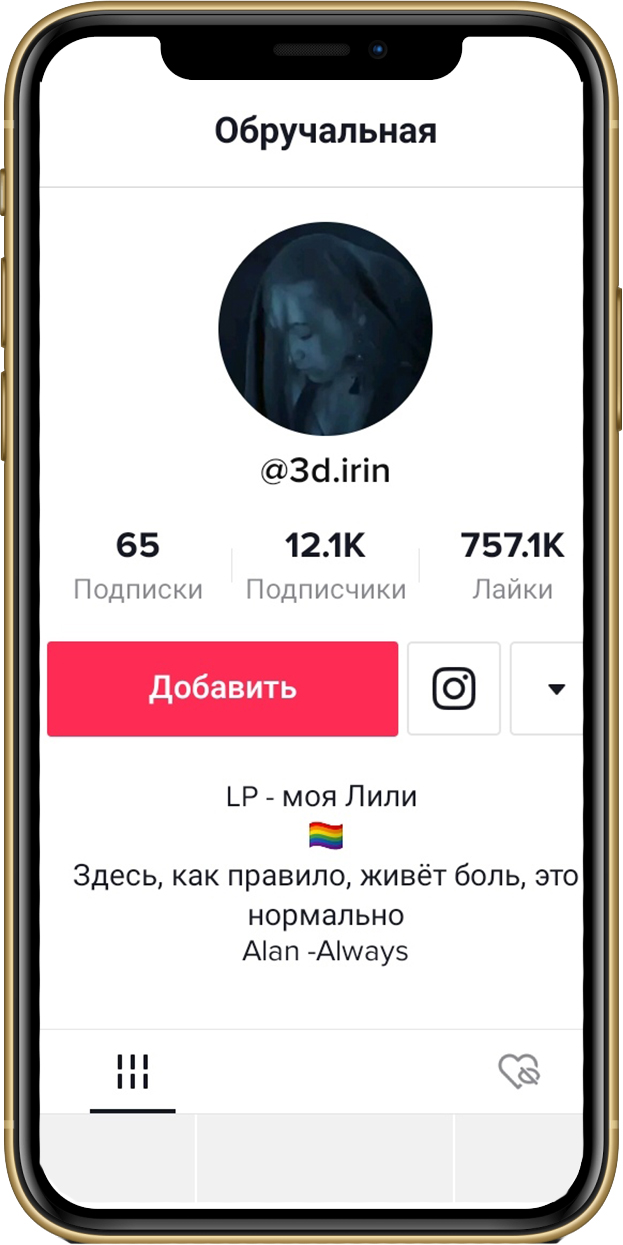 Обручальная
@3d.irin
65 12.1K 757.1K
Подписки Подписчики Лайки
Добавить
LP - моя Лили
🏳️‍🌈
Здесь, как правило, живёт боль, это
нормально
Alan -Always